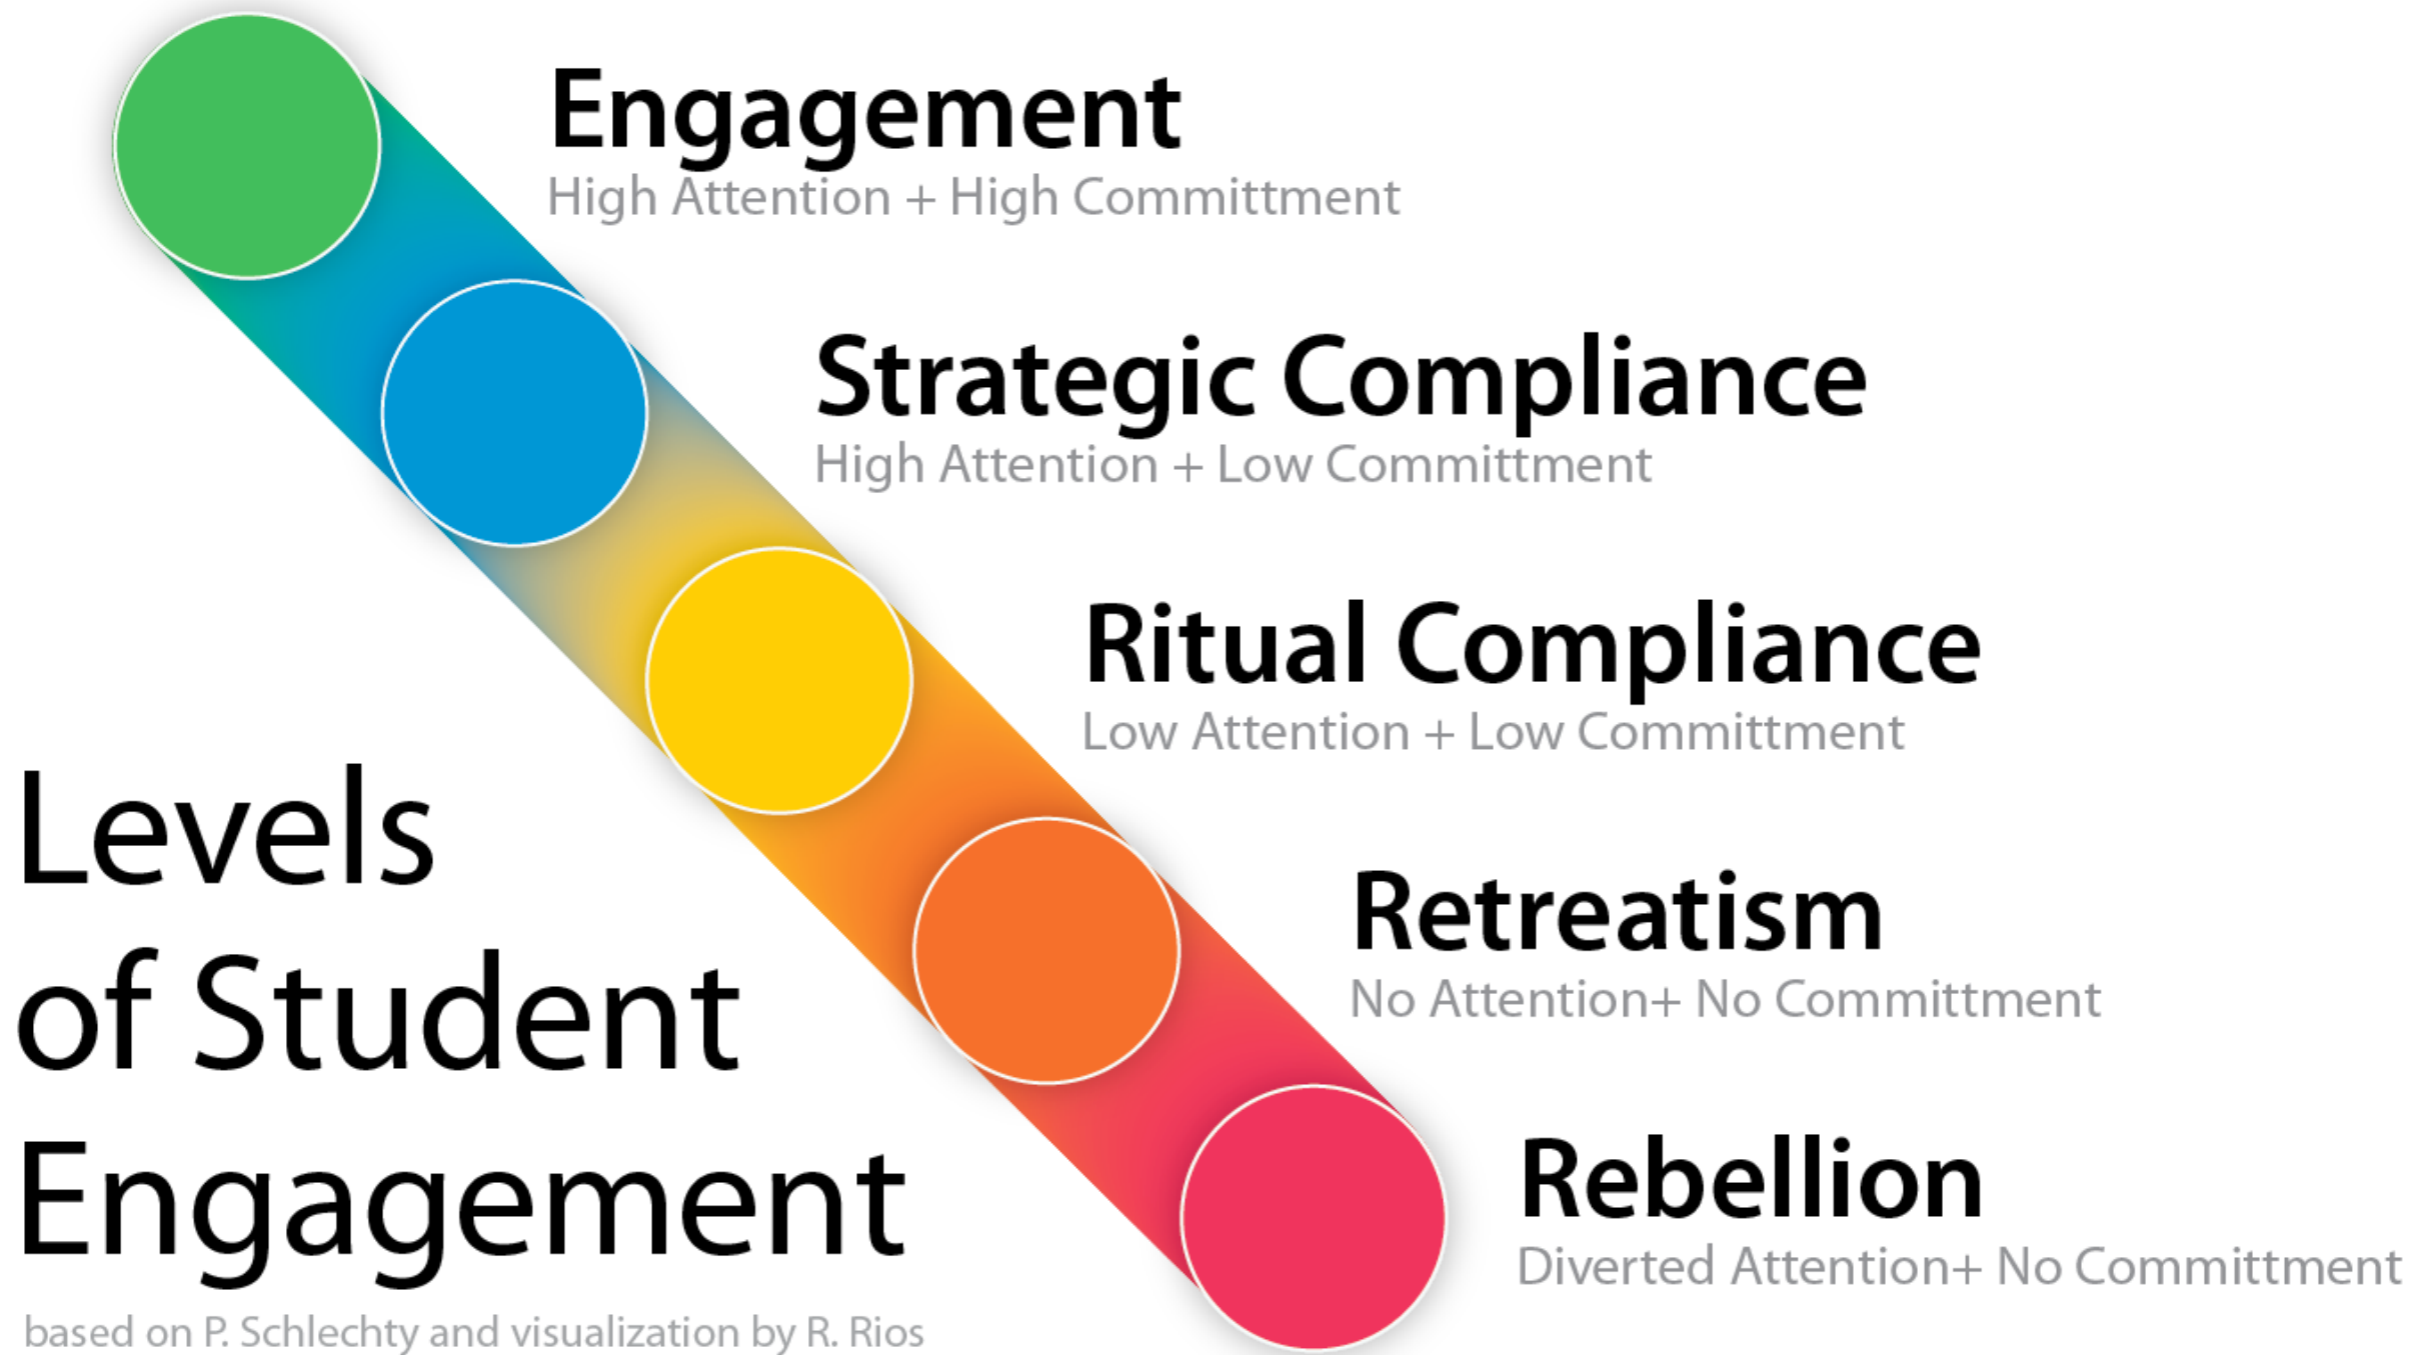 Engagement
High Attention + High Committment
Strategic Compliance
High Attention + Low Committment
Ritual Compliance
Low Attention + Low Committment
Retreatism
No Attention+ No Committment
Rebellion
Diverted Attention+ No Committment
Levels
of Student
Engagement
based on P. Schlechty and visualization by R. Rios